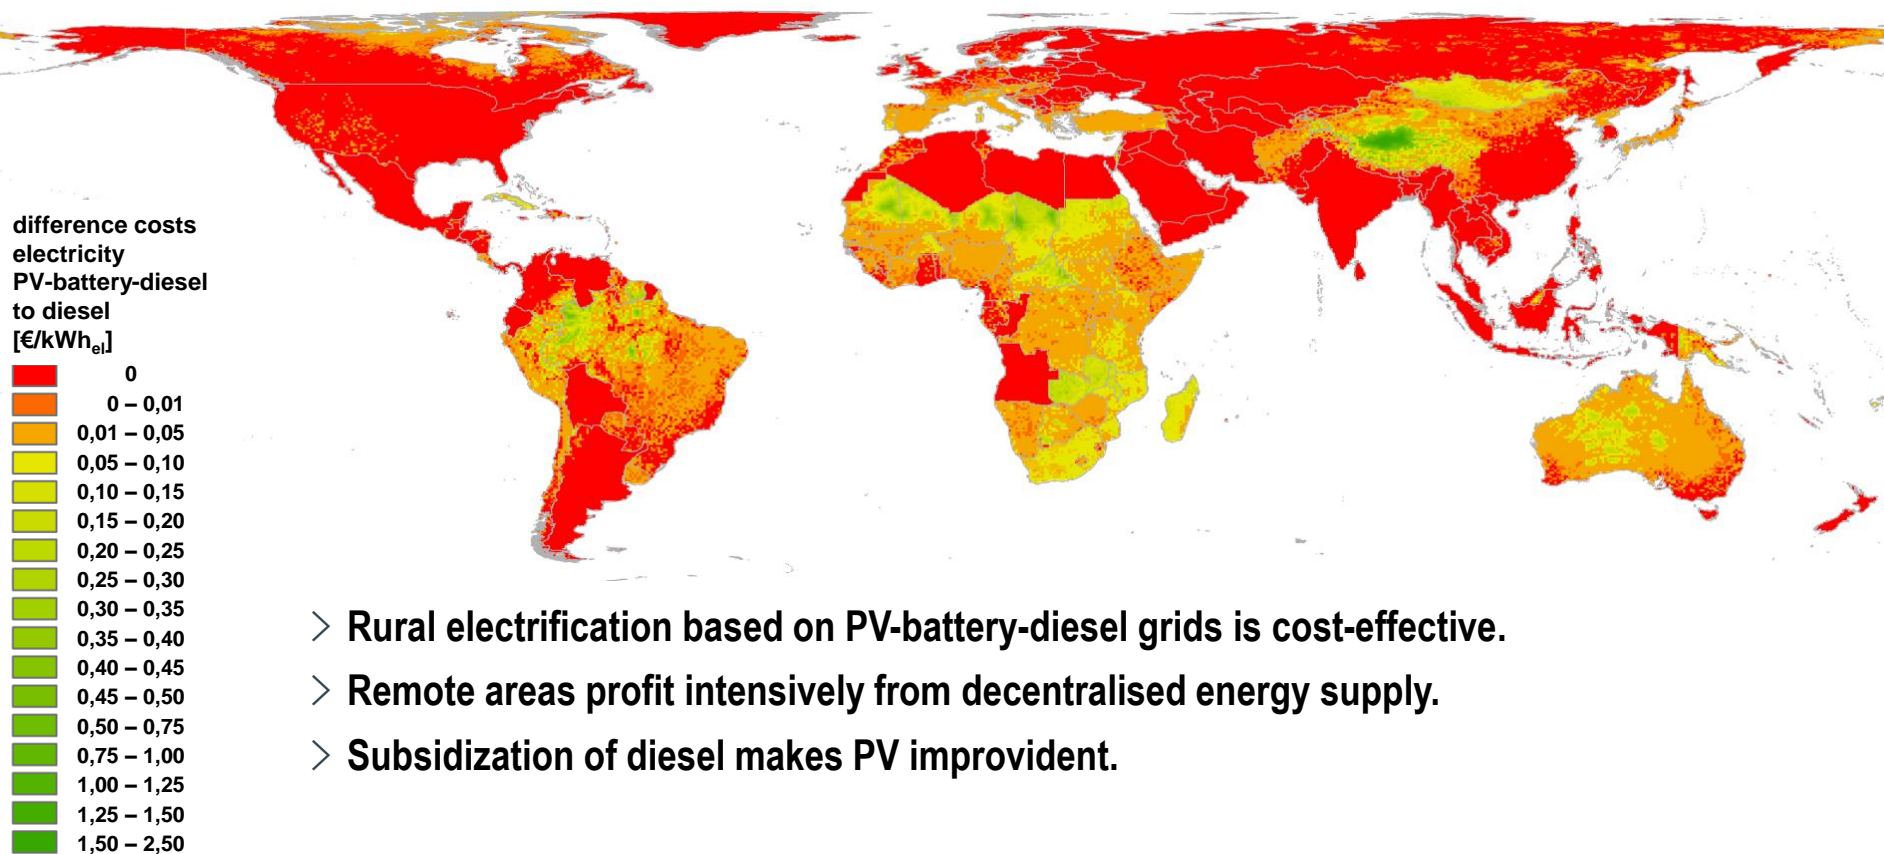 difference costs
electricity
PV-battery-diesel
to diesel
[€/kWhel]
0
0 – 0,01
0,01 – 0,05
0,05 – 0,10
0,10 – 0,15
0,15 – 0,20
0,20 – 0,25
0,25 – 0,30
0,30 – 0,35
0,35 – 0,40
0,40 – 0,45
0,45 – 0,50
0,50 – 0,75
0,75 – 1,00
1,00 – 1,25
1,25 – 1,50
1,50 – 2,50
Rural electrification based on PV-battery-diesel grids is cost-effective.
Remote areas profit intensively from decentralised energy supply.
Subsidization of diesel makes PV improvident.